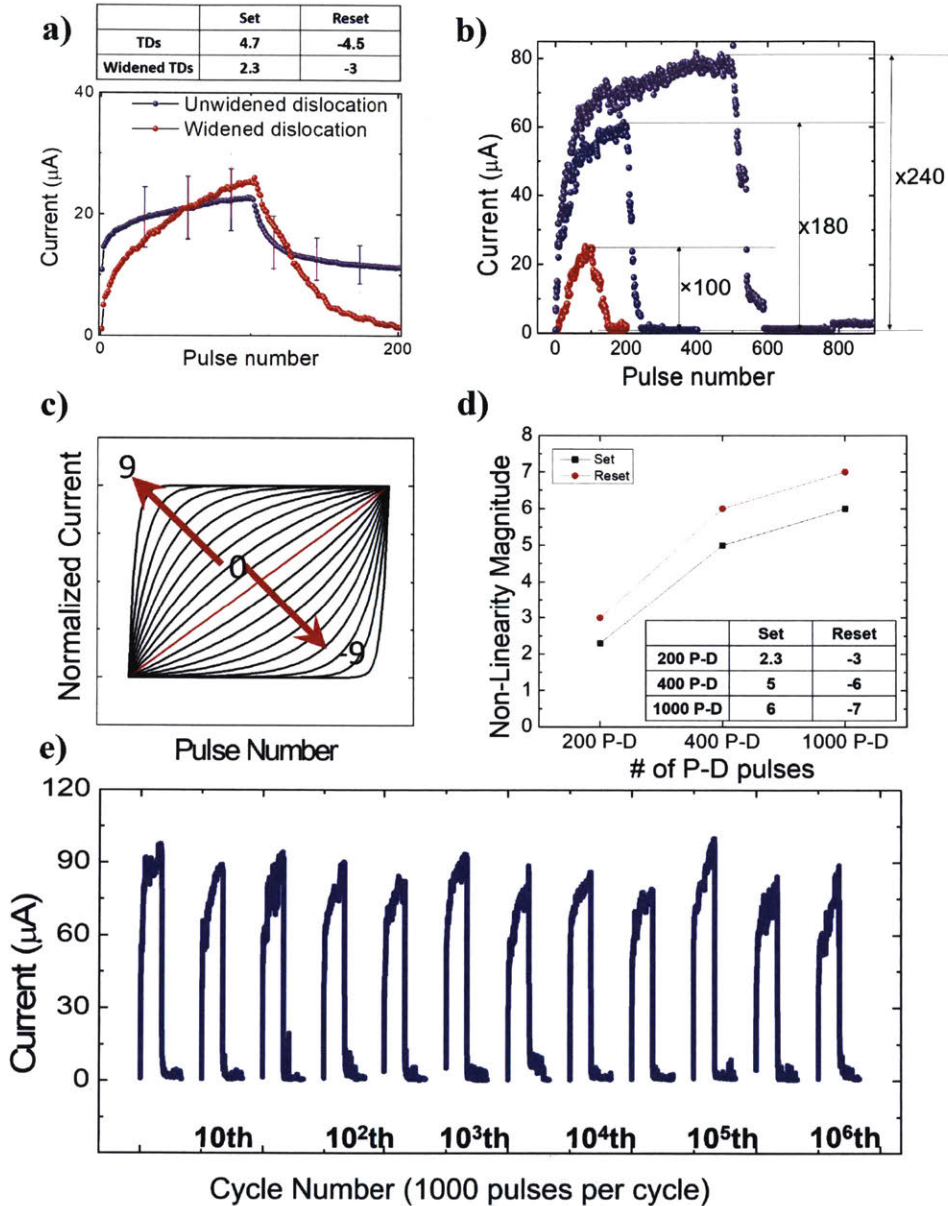 a)
Set Reset
TDs 4.7 -4.5
Widened TDs 2.3 -3
40
20
0
Current (µA)
Unwidened dislocation
Widened dislocation
0 200
Pulse number
b)
80
60
40
20
0
Current (µA)
×240
×180
×100
0 200 400 600 800
Pulse number
c)
Normalized Current
9
0
-9
Pulse Number
d)
8
7
6
5
4
3
2
1
0
Non-Linearity Magnitude
Set
Reset
Set Reset
200 P-D 2.3 -3
400 P-D 5 -6
1000 P-D 6 -7
200 P-D 400 P-D 1000 P-D
# of P-D pulses
e)
120
90
60
30
0
Current (µA)
10th 10²th 10³th 10⁴th 10⁵th 10⁶th
Cycle Number (1000 pulses per cycle)